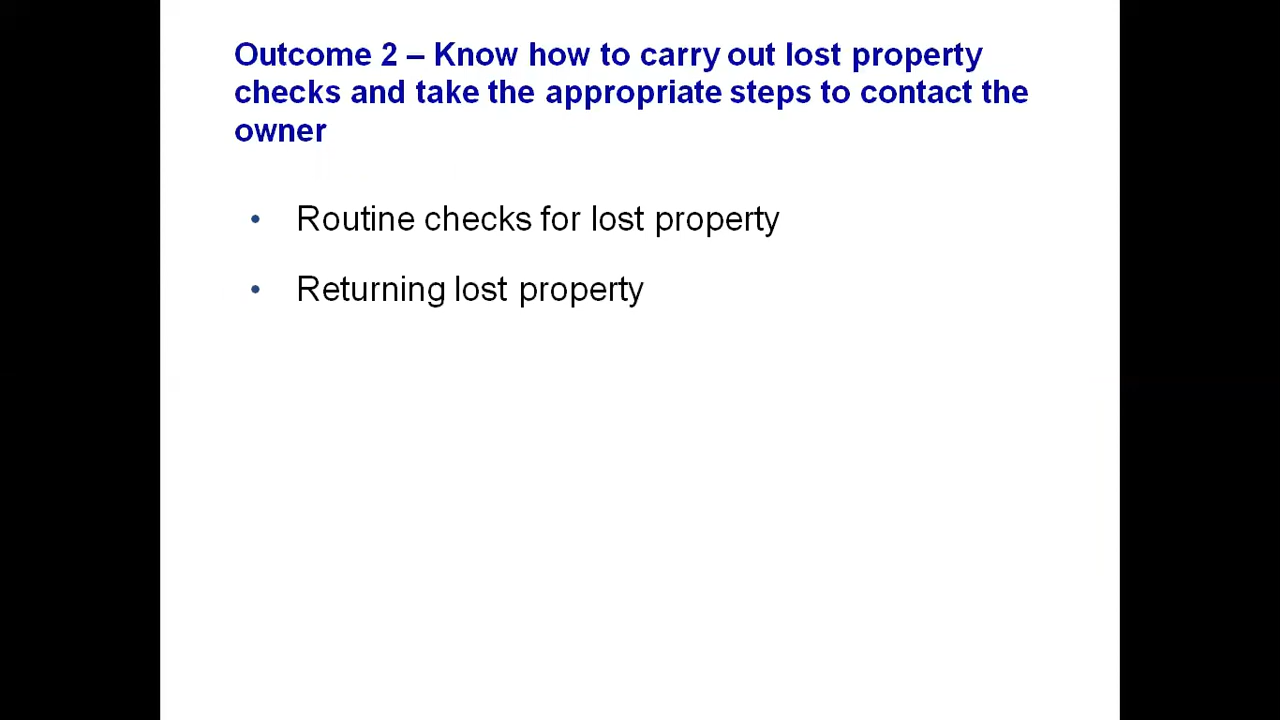 Outcome 2 – Know how to carry out lost property
checks and take the appropriate steps to contact the
owner
• Routine checks for lost property
• Returning lost property